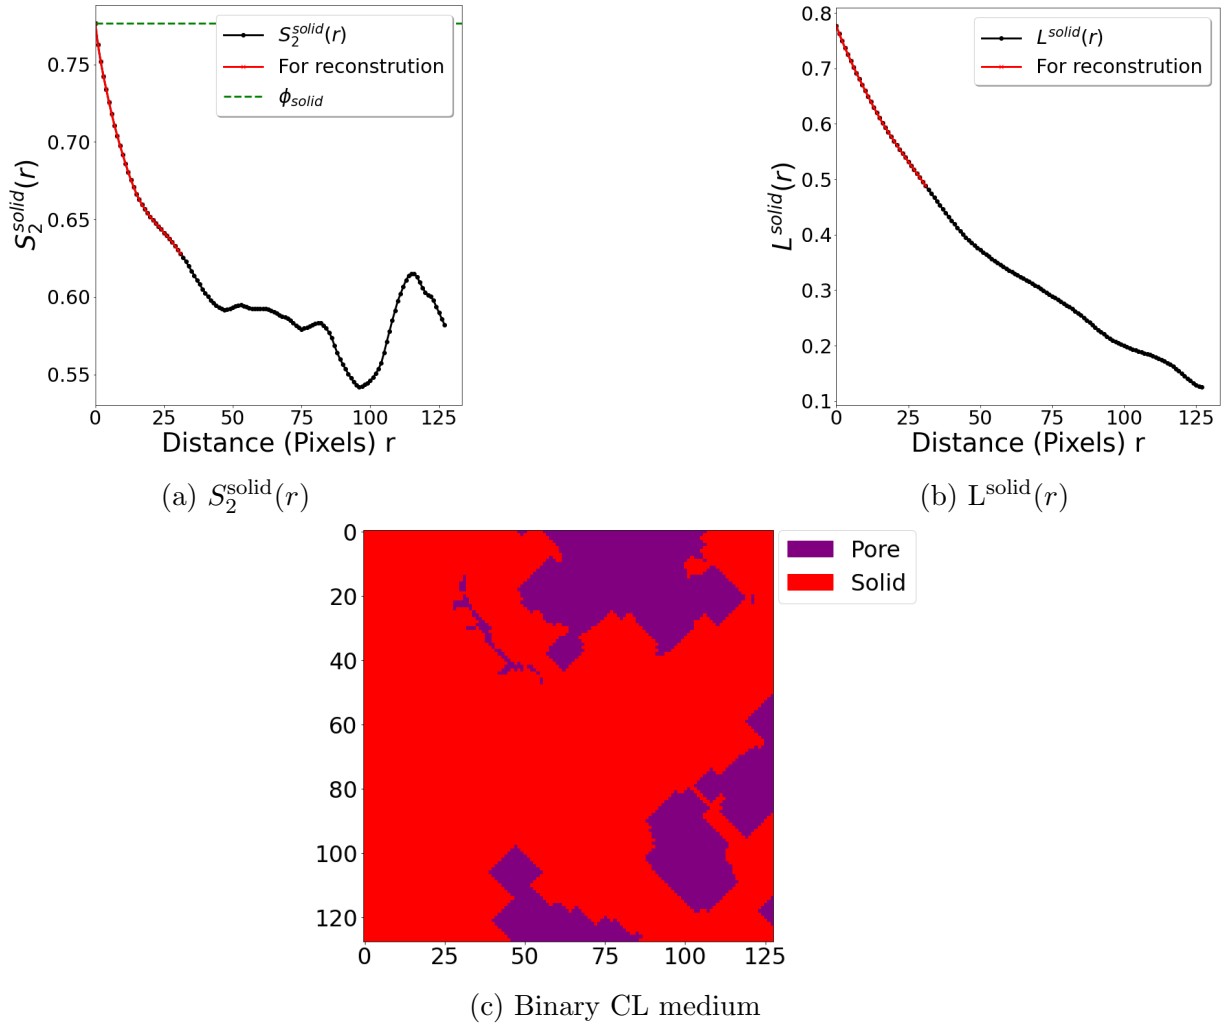 S_2^{solid}(r)
For reconstrution
ϕ_{solid}
0.75
0.70
0.65
0.60
0.55
S_2^{solid}(r)
0 25 50 75 100 125
Distance (Pixels) r
(a) S_2^{solid}(r)
L^{solid}(r)
For reconstrution
0.8
0.7
0.6
0.5
0.4
0.3
0.2
0.1
L^{solid}(r)
0 25 50 75 100 125
Distance (Pixels) r
(b) L^{solid}(r)
Pore
Solid
0
20
40
60
80
100
120
0 25 50 75 100 125
(c) Binary CL medium